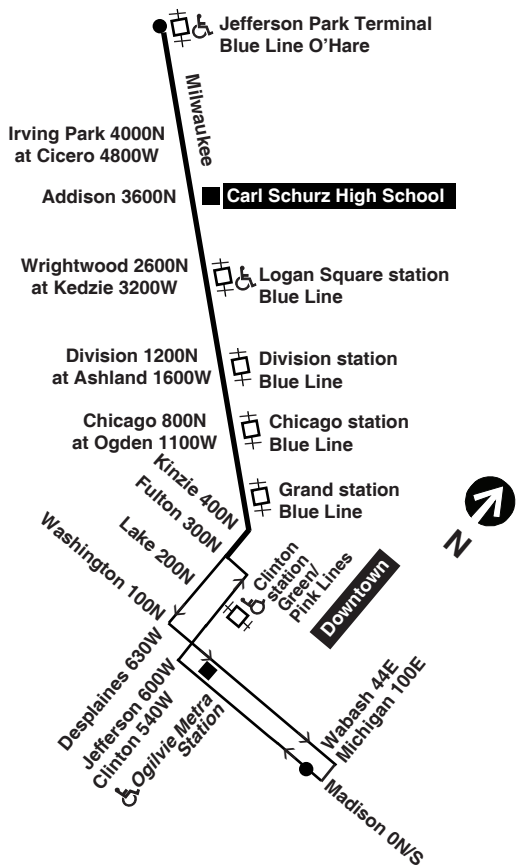 Jefferson Park Terminal
Blue Line O’Hare
Milwaukee
Irving Park 4000N
at Cicero 4800W
Addison 3600N
Carl Schurz High School
Wrightwood 2600N
at Kedzie 3200W
Logan Square station
Blue Line
Division 1200N
at Ashland 1600W
Division station
Blue Line
Chicago 800N
at Ogden 1100W
Chicago station
Blue Line
Kinzie 400N
Grand station
Blue Line
Fulton 300N
Lake 200N
Washington 100N
Clinton
station
Green/
Pink Lines
Downtown
N
Desplaines 630W
Jefferson 600W
Clinton 540W
Ogilvie Metra
Station
Wabash 44E
Michigan 100E
Madison 0N/S